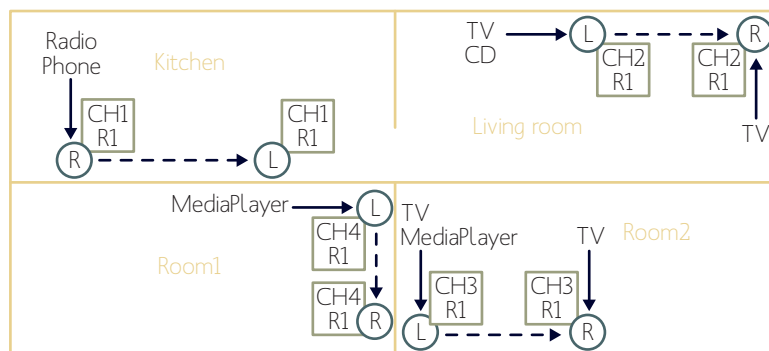 Radio
Phone
Kitchen
CH1
R1
CH1
R1
R
L
TV
CD
L
R
CH2
R1
CH2
R1
Living room
TV
MediaPlayer
L
CH4
R1
Room1
CH4
R1
R
TV
MediaPlayer
TV
Room2
CH3
R1
CH3
R1
L
R